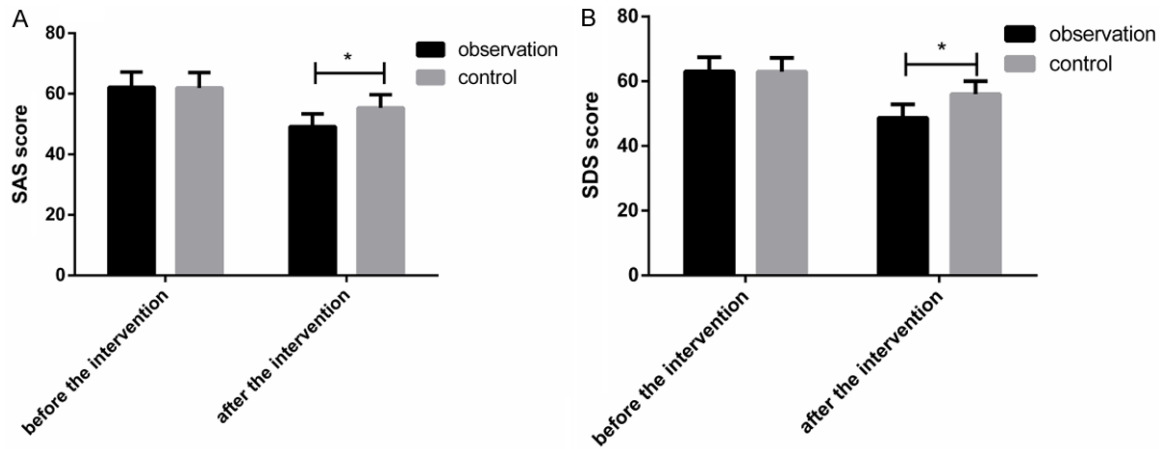 A
SAS score
80
60
40
20
0
*
observation
control
before the intervention
after the intervention
B
SDS score
80
60
40
20
0
*
observation
control
before the intervention
after the intervention